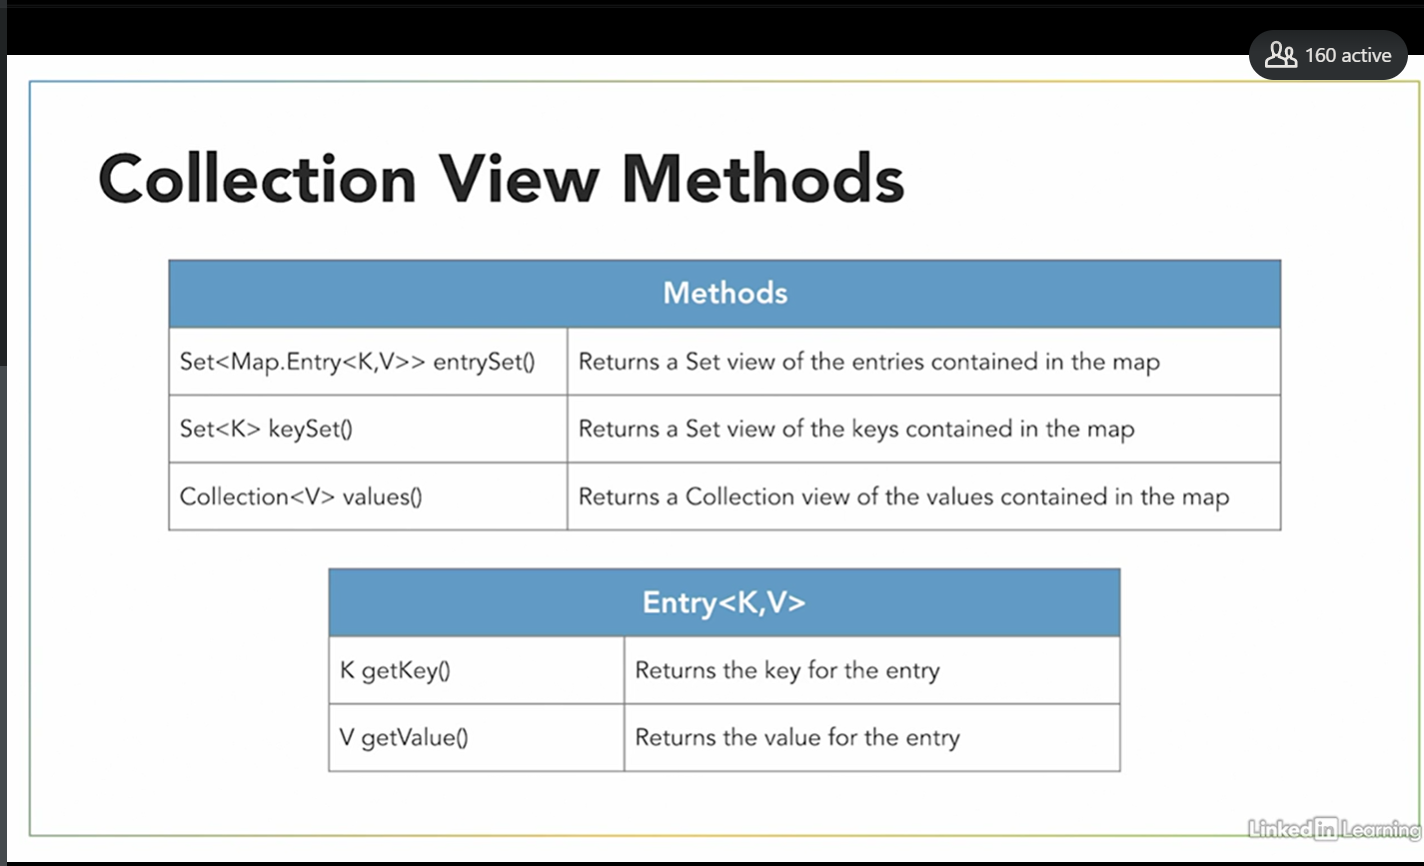 160 active
Collection View Methods
Methods
Set<Map.Entry<K,V>> entrySet() Returns a Set view of the entries contained in the map
Set<K> keySet() Returns a Set view of the keys contained in the map
Collection<V> values() Returns a Collection view of the values contained in the map
Entry<K,V>
K getKey() Returns the key for the entry
V getValue() Returns the value for the entry
Linked in Learning